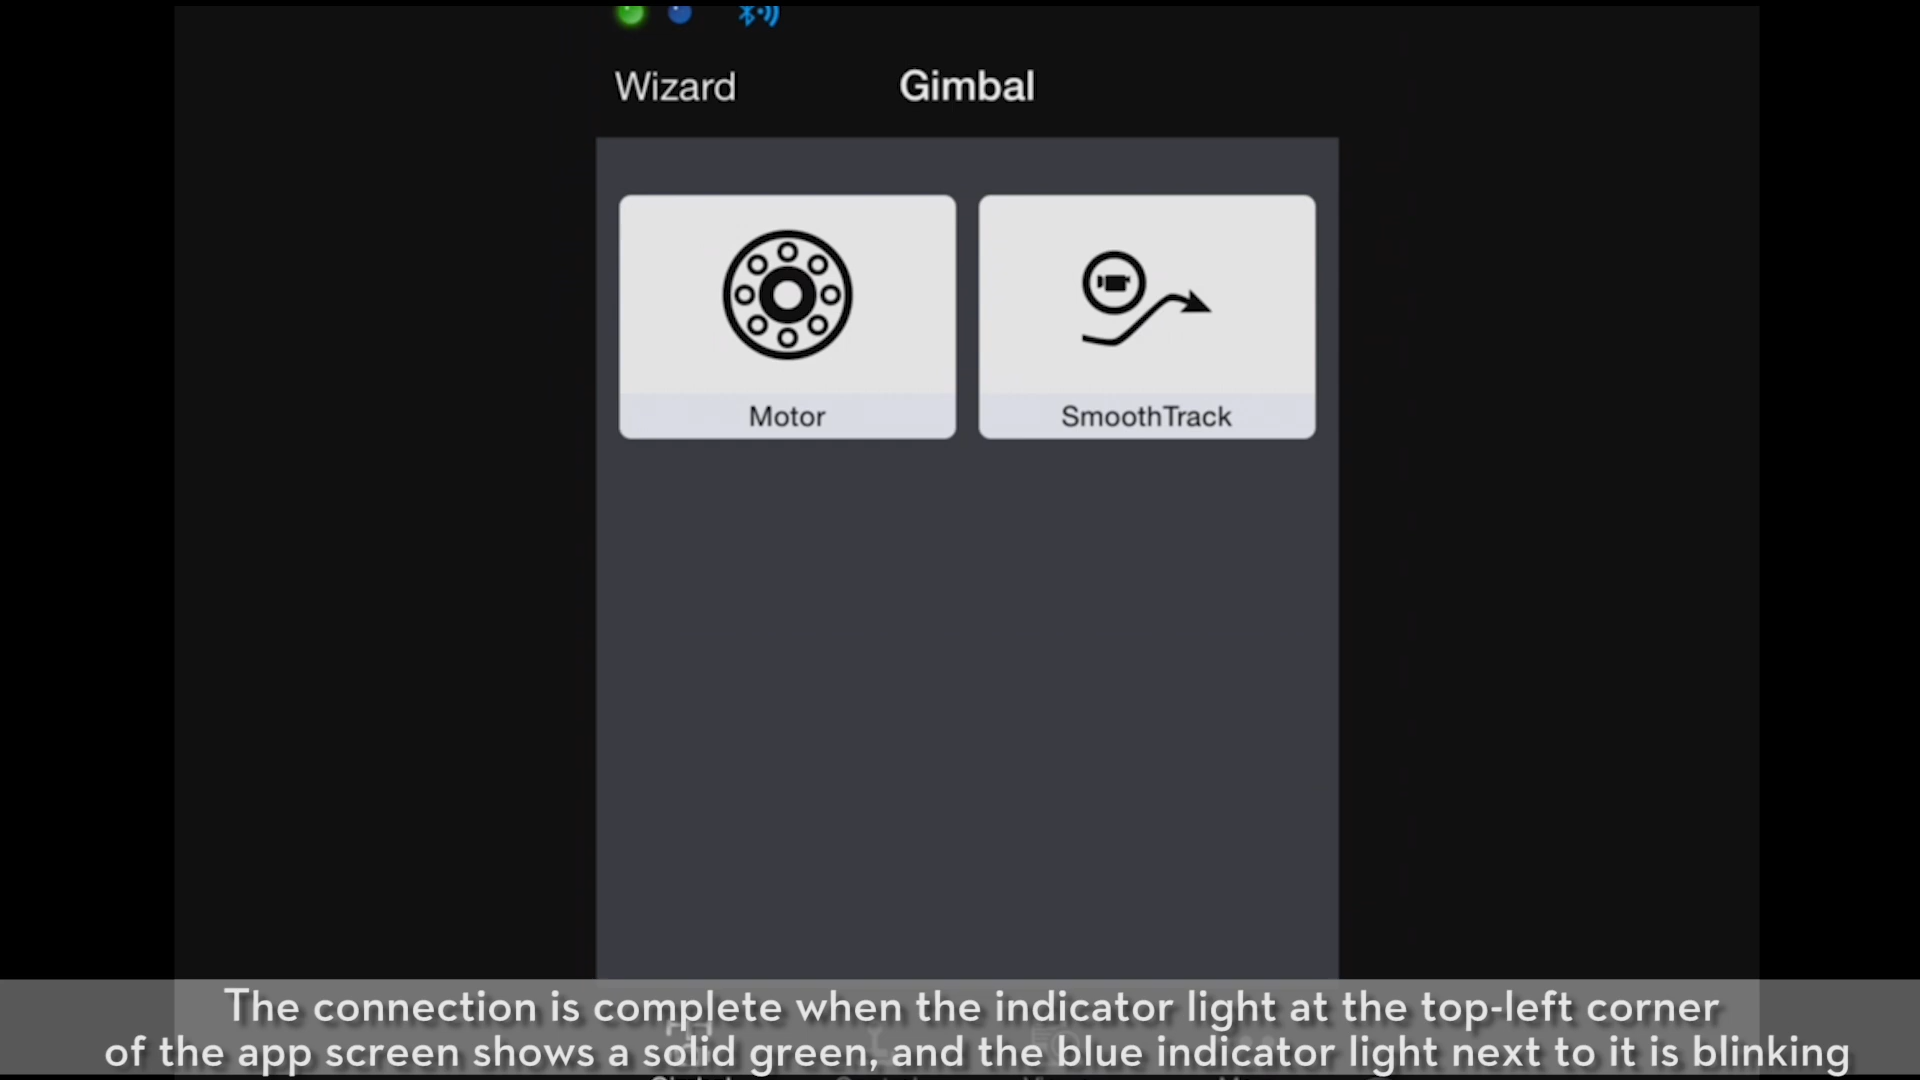 Wizard
Gimbal
Motor
SmoothTrack
The connection is complete when the indicator light at the top-left corner
of the app screen shows a solid green, and the blue indicator light next to it is blinking